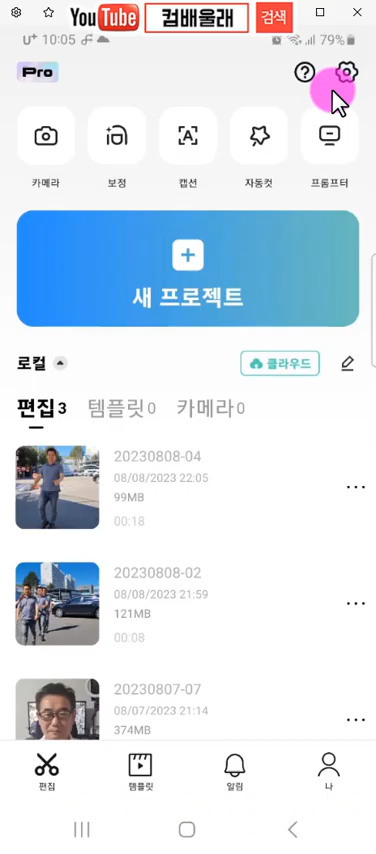 YouTube 컴배울래 검색
U+ 10:05 79%
Pro
카메라 보정 캡션 자동컷 프롬프터
새 프로젝트
로컬 클라우드
편집3 템플릿0 카메라0
20230808-04
08/08/2023 22:05
99MB
00:18
20230808-02
08/08/2023 21:59
121MB
00:08
20230807-07
08/07/2023 21:14
374MB
편집 템플릿 알림 나